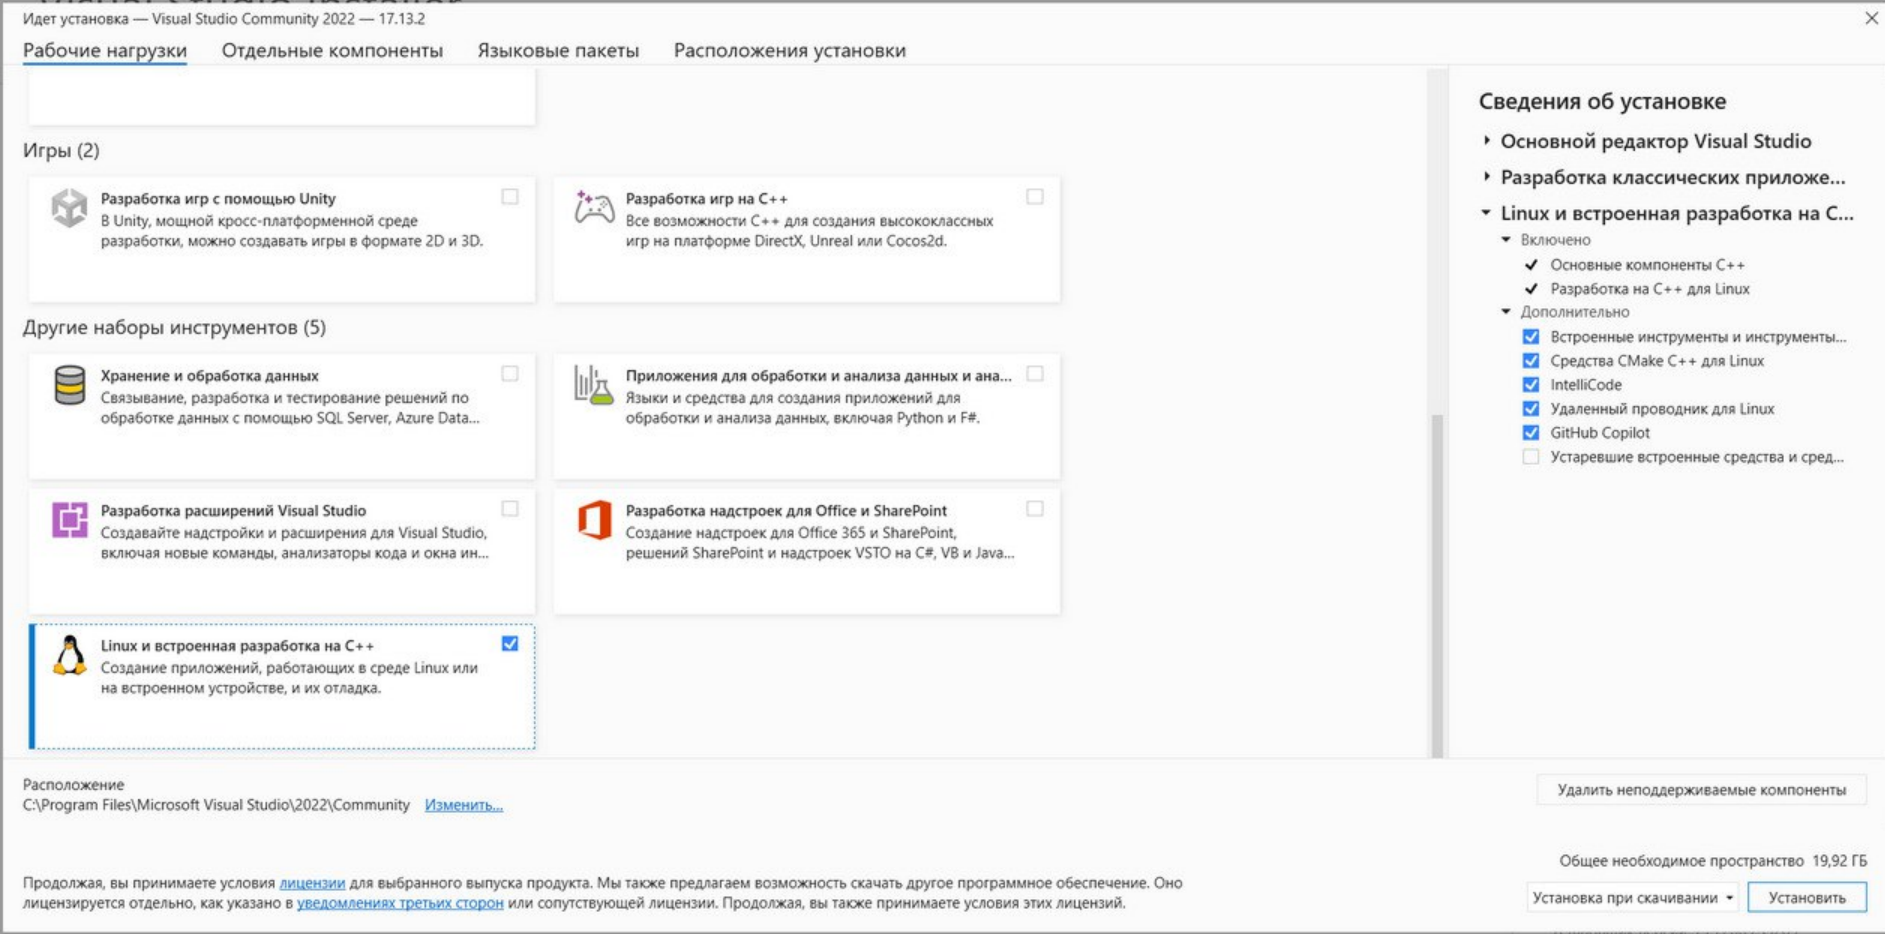 Идет установка — Visual Studio Community 2022 — 17.13.2
Рабочие нагрузки
Отдельные компоненты
Языковые пакеты
Расположения установки
Игры (2)
Разработка игр с помощью Unity
В Unity, мощной кросс-платформенной среде
разработки, можно создавать игры в формате 2D и 3D.
Разработка игр на C++
Все возможности C++ для создания высококлассных
игр на платформе DirectX, Unreal или Cocos2d.
Другие наборы инструментов (5)
Хранение и обработка данных
Связывание, разработка и тестирование решений по
обработке данных с помощью SQL Server, Azure Data...
Приложения для обработки и анализа данных и ана...
Языки и средства для создания приложений для
обработки и анализа данных, включая Python и F#.
Разработка расширений Visual Studio
Создавайте надстройки и расширения для Visual Studio,
включая новые команды, анализаторы кода и окна ин...
Разработка надстроек для Office и SharePoint
Создание надстроек для Office 365 и SharePoint,
решений SharePoint и надстроек VSTO на C#, VB и Java...
Linux и встроенная разработка на C++
Создание приложений, работающих в среде Linux или
на встроенном устройстве, и их отладка.
Сведения об установке
Основной редактор Visual Studio
Разработка классических приложе...
Linux и встроенная разработка на C...
Включено
Основные компоненты C++
Разработка на C++ для Linux
Дополнительно
Встроенные инструменты и инструменты...
Средства CMake C++ для Linux
IntelliCode
Удаленный проводник для Linux
GitHub Copilot
Устаревшие встроенные средства и сред...
Расположение
C:\Program Files\Microsoft Visual Studio\2022\Community Изменить...
Удалить неподдерживаемые компоненты
Общее необходимое пространство 19,92 ГБ
Продолжая, вы принимаете условия лицензии для выбранного выпуска продукта. Мы также предлагаем возможность скачать другое программное обеспечение. Оно
лицензируется отдельно, как указано в уведомлениях третьих сторон или сопутствующей лицензии. Продолжая, вы также принимаете условия этих лицензий.
Установка при скачивании
Установить